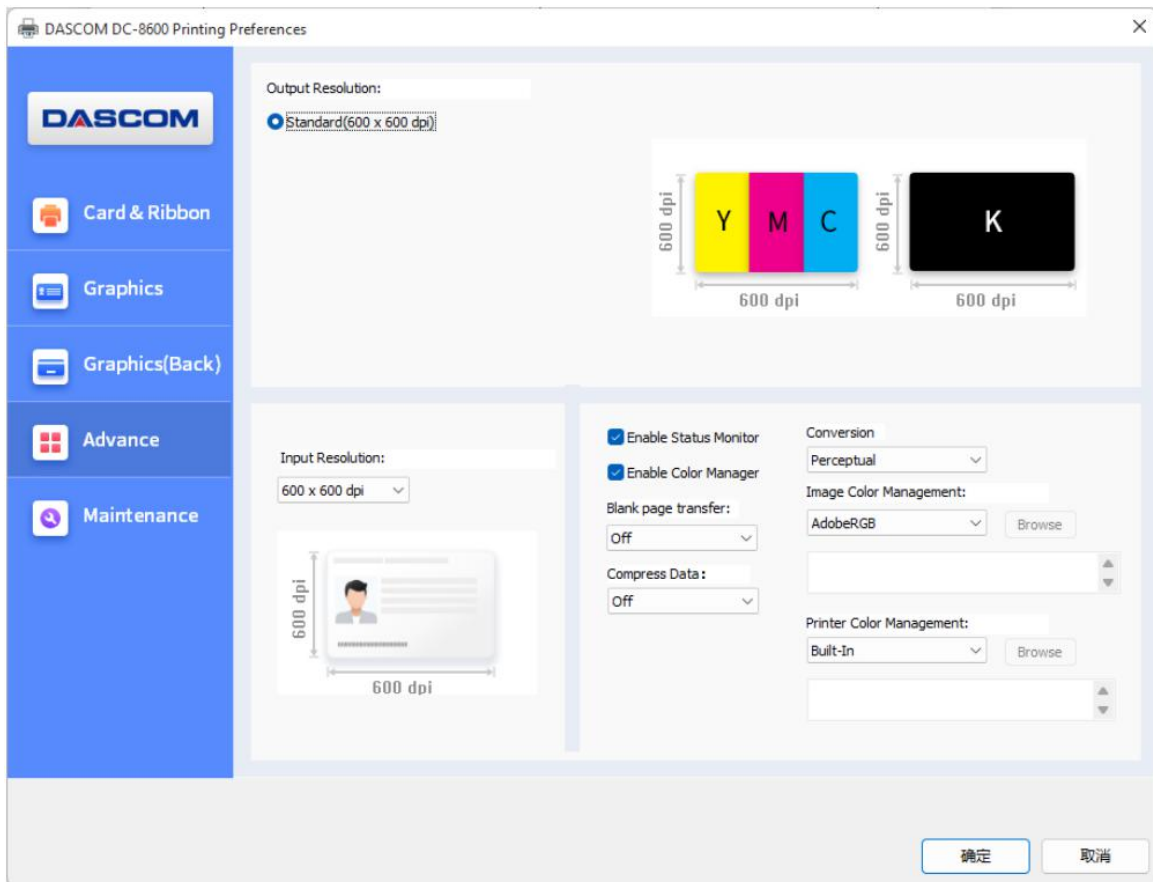 DASCOM DC-8600 Printing Preferences
DASCOM
Card & Ribbon
Graphics
Graphics(Back)
Advance
Maintenance
Output Resolution:
Standard(600 x 600 dpi)
600 dpi
Y M C
600 dpi
600 dpi
K
600 dpi
Input Resolution:
600 x 600 dpi
600 dpi
600 dpi
Enable Status Monitor
Enable Color Manager
Blank page transfer:
Off
Compress Data:
Off
Conversion
Perceptual
Image Color Management:
AdobeRGB
Browse
Printer Color Management:
Built-In
Browse
确定
取消